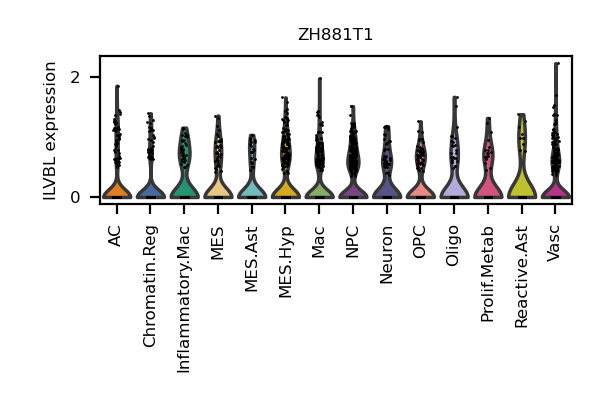 ZH881T1
ILVBL expression
2
0
AC
Chromatin.Reg
Inflammatory.Mac
MES
MES.Ast
MES.Hyp
Mac
NPC
Neuron
OPC
Oligo
Prolif.Metab
Reactive.Ast
Vasc